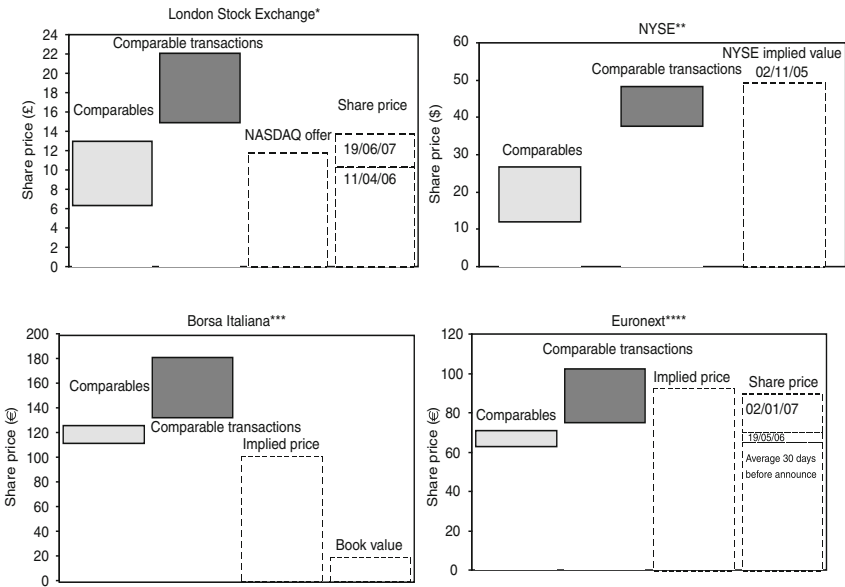 London Stock Exchange*
Share price (£)
24
22
20
18
16
14
12
10
8
6
4
2
0
Comparable transactions
Comparables
NASDAQ offer
Share price
19/06/07
11/04/06
NYSE**
Share price ($)
60
50
40
30
20
10
0
Comparables
Comparable transactions
NYSE implied value
02/11/05
Borsa Italiana***
Share price (€)
200
180
160
140
120
100
80
60
40
20
0
Comparables
Comparable transactions
Implied price
Book value
Euronext****
Share price (€)
120
100
80
60
40
20
0
Comparable transactions
Comparables
Implied price
Share price
02/01/07
19/05/06
Average 30 days
before announce